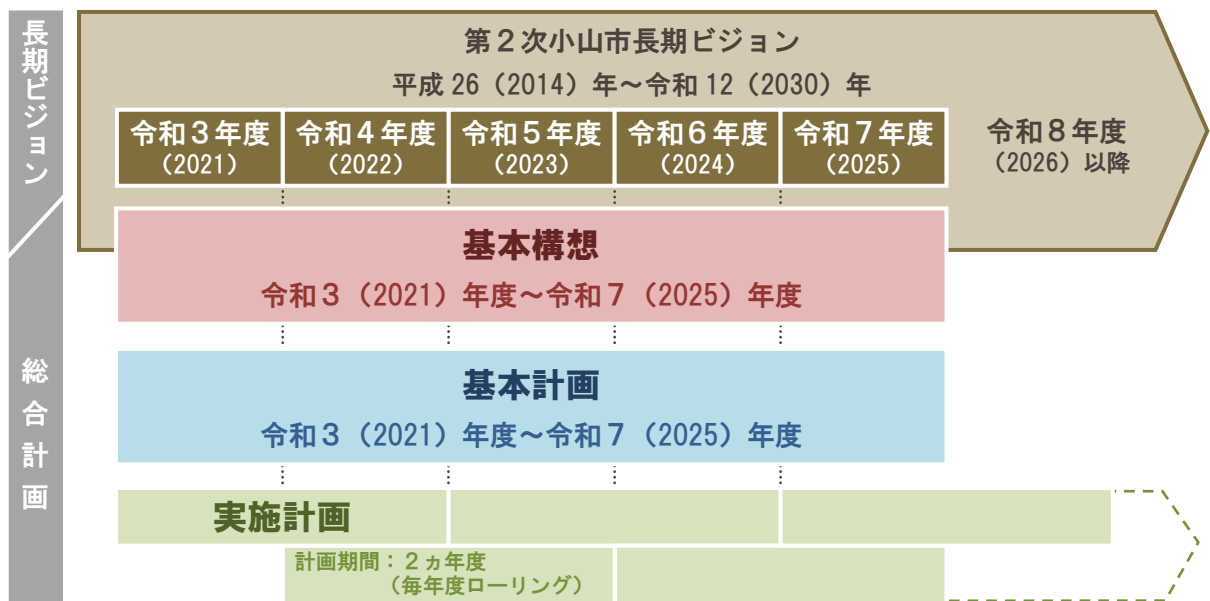 長期ビジョン
総合計画
第２次小山市長期ビジョン
平成 26（2014）年～令和 12（2030）年
令和３年度
（2021）
令和４年度
（2022）
令和５年度
（2023）
令和６年度
（2024）
令和７年度
（2025）
令和８年度
（2026）以降
基本構想
令和３（2021）年度～令和７（2025）年度
基本計画
令和３（2021）年度～令和７（2025）年度
実施計画
計画期間：２ヵ年度
（毎年度ローリング）